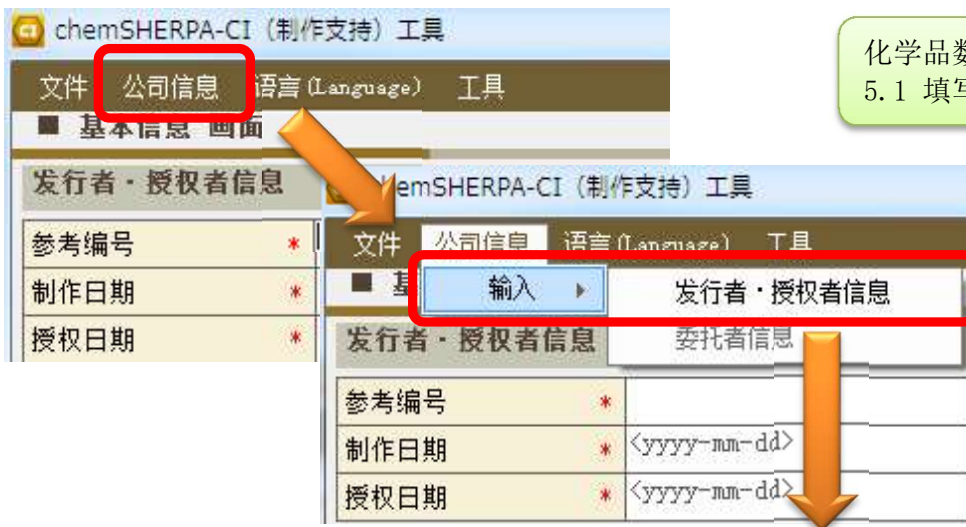 chemSHERPA-CI（制作支持）工具
文件 公司信息 语言(Language) 工具
■ 基本信息 画面
发行者・授权者信息
参考编号 *
制作日期 *
授权日期 *
化学品数
5.1 填写
hemSHERPA-CI（制作支持）工具
文件 公司信息 语言(Language) 工具
■ 基
输入 ▶ 发行者・授权者信息
委托者信息
发行者・授权者信息
参考编号 *
制作日期 * <yyyy-mm-dd>
授权日期 * <yyyy-mm-dd>